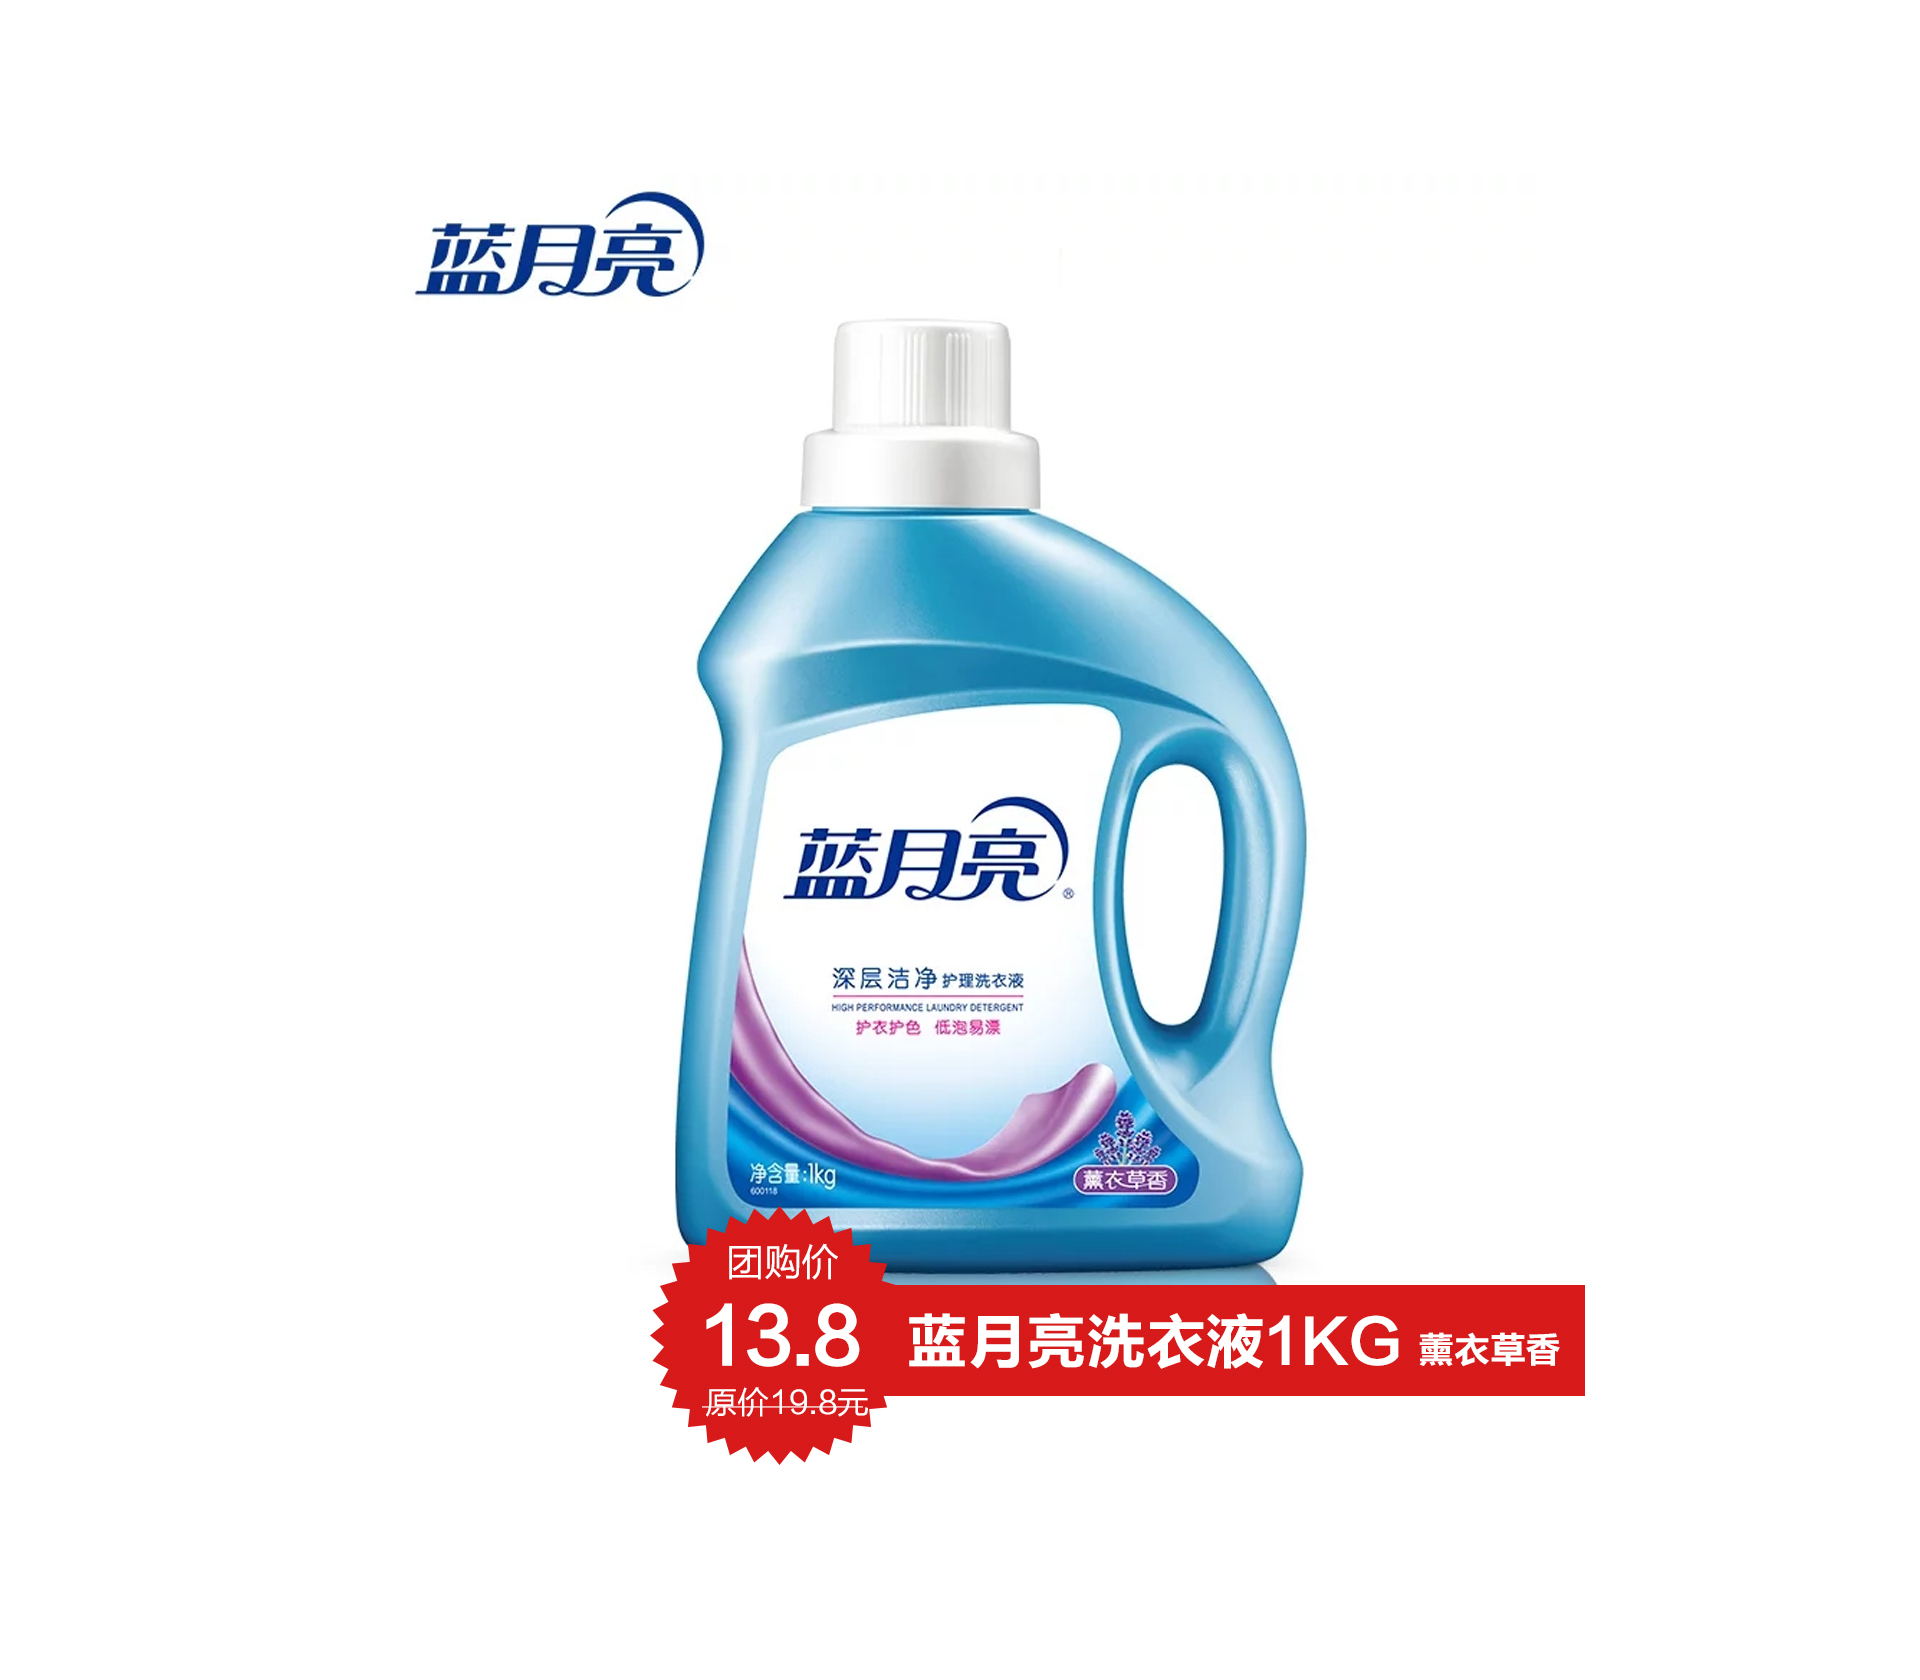 蓝月亮
蓝月亮®
深层洁净 护理洗衣液
HIGH PERFORMANCE LAUNDRY DETERGENT
护衣护色 低泡易漂
净含量:1kg
600118
薰衣草香
团购价
13.8
原价19.8元
蓝月亮洗衣液1KG 薰衣草香